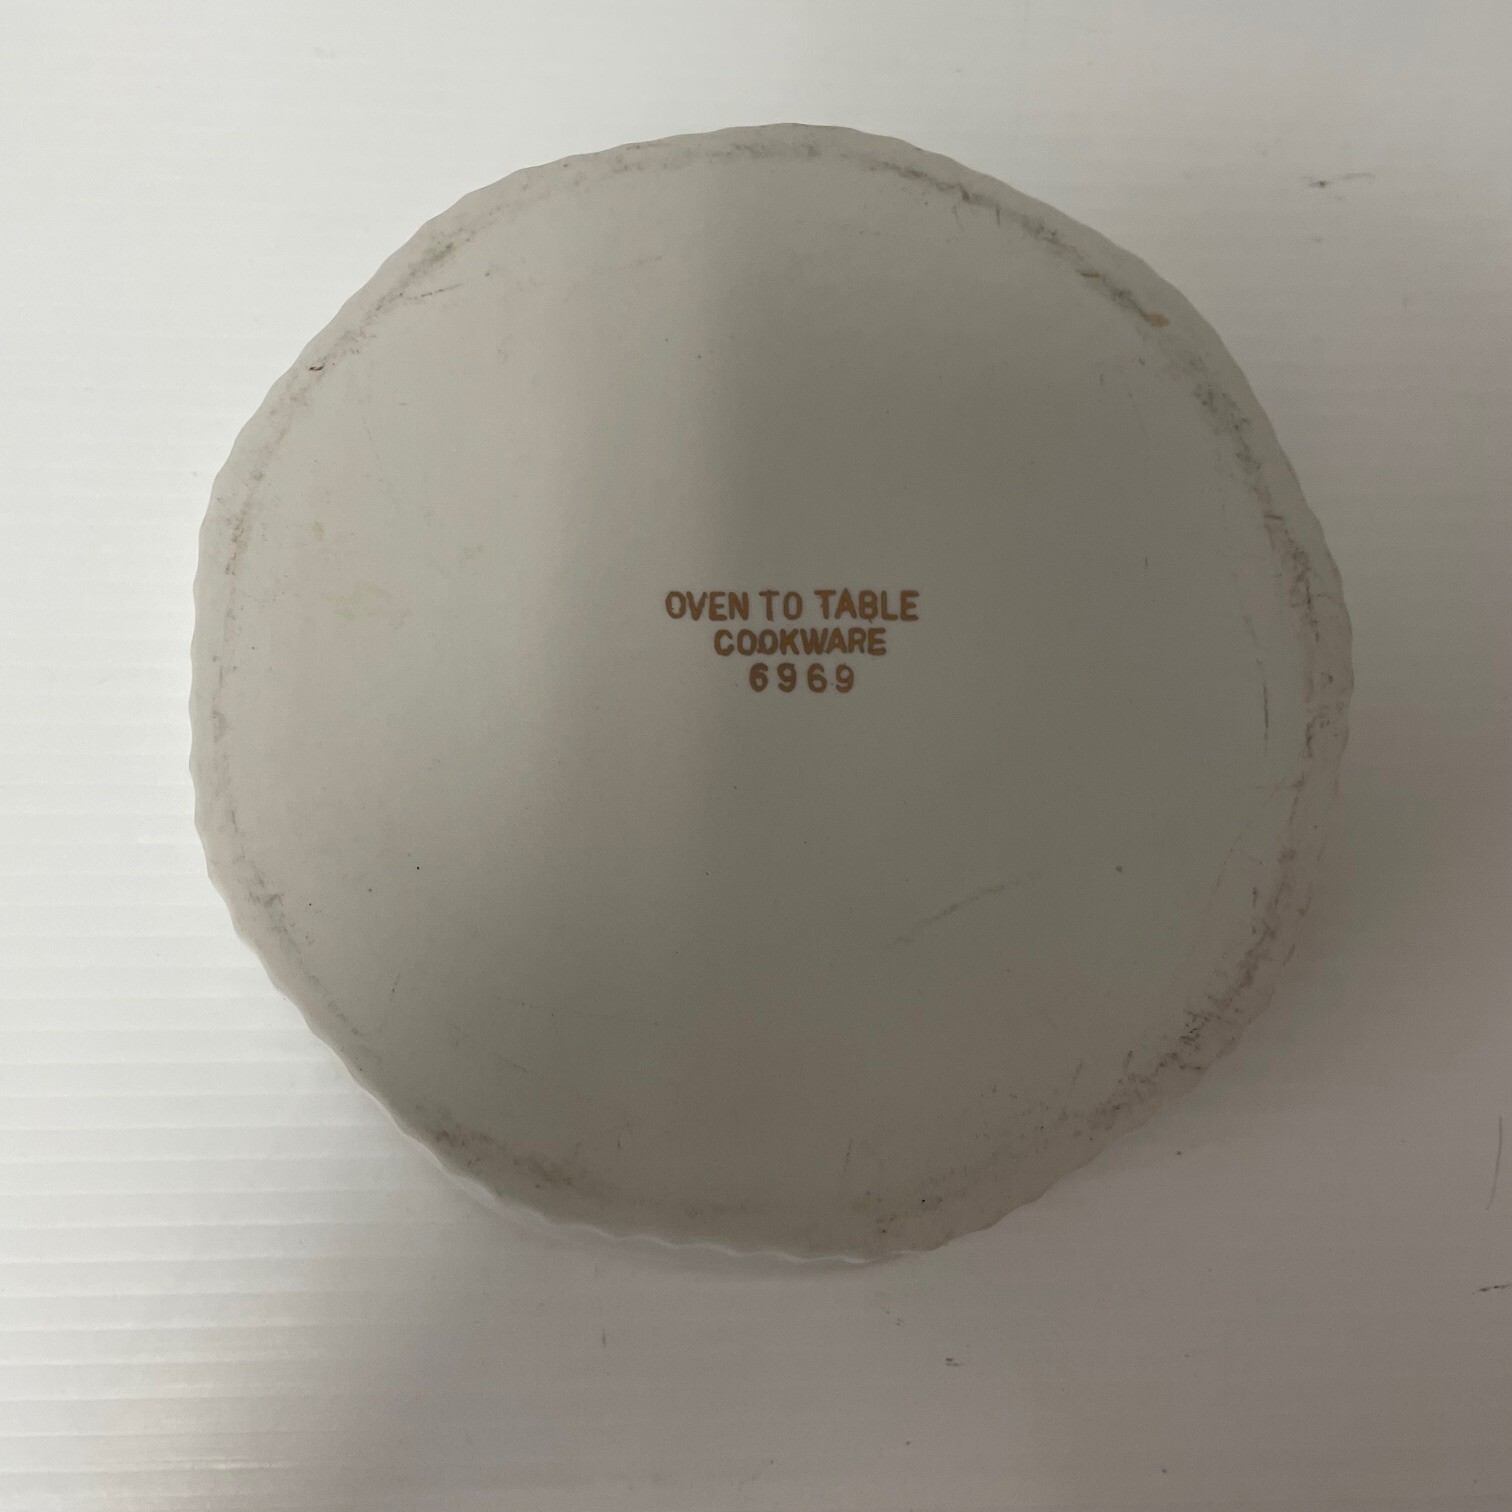 OVEN TO TABLE
COOKWARE
6969